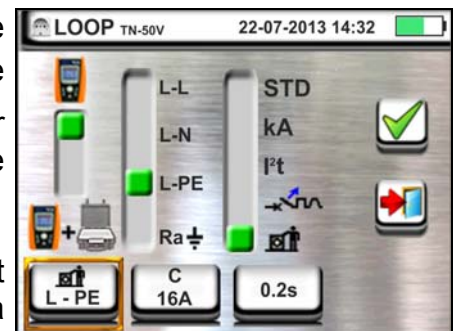 e
e
r
e
t
a
LOOP TN-50V 22-07-2013 14:32
L-L
L-N
L-PE
Ra
STD
kA
I²t
+
L - PE
C
16A
0.2s